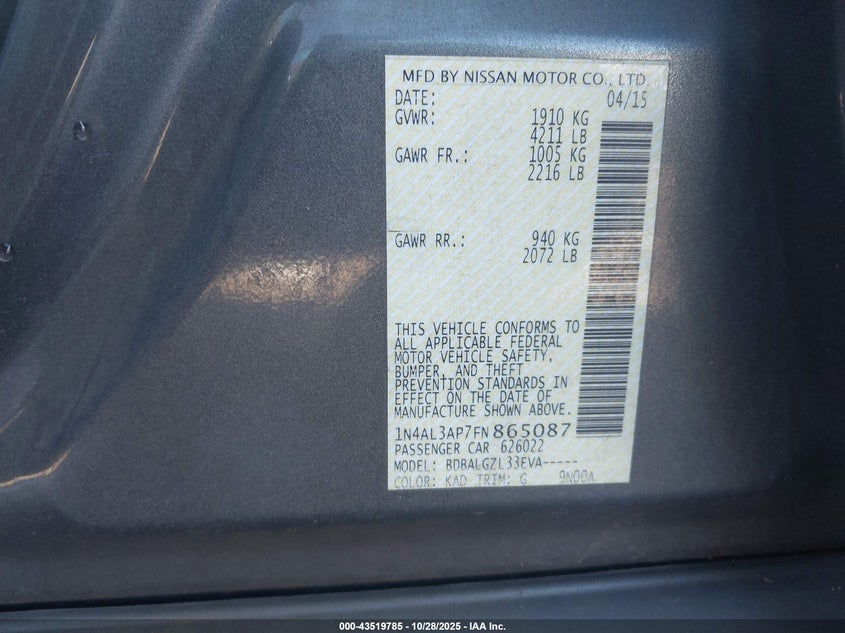 MFD BY NISSAN MOTOR CO., LTD.
DATE: 04/15
GVWR: 1910 KG
4211 LB
GAWR FR.: 1005 KG
2216 LB
GAWR RR.: 940 KG
2072 LB
THIS VEHICLE CONFORMS TO
ALL APPLICABLE FEDERAL
MOTOR VEHICLE SAFETY,
BUMPER, AND THEFT
PREVENTION STANDARDS IN
EFFECT ON THE DATE OF
MANUFACTURE SHOWN ABOVE.
1N4AL3AP7FN865087
PASSENGER CAR 626022
MODEL: BDBALGZL33EVA-----
COLOR: KAD TRIM: G 9N00A
000-43519785 - 10/28/2025 - IAA Inc.